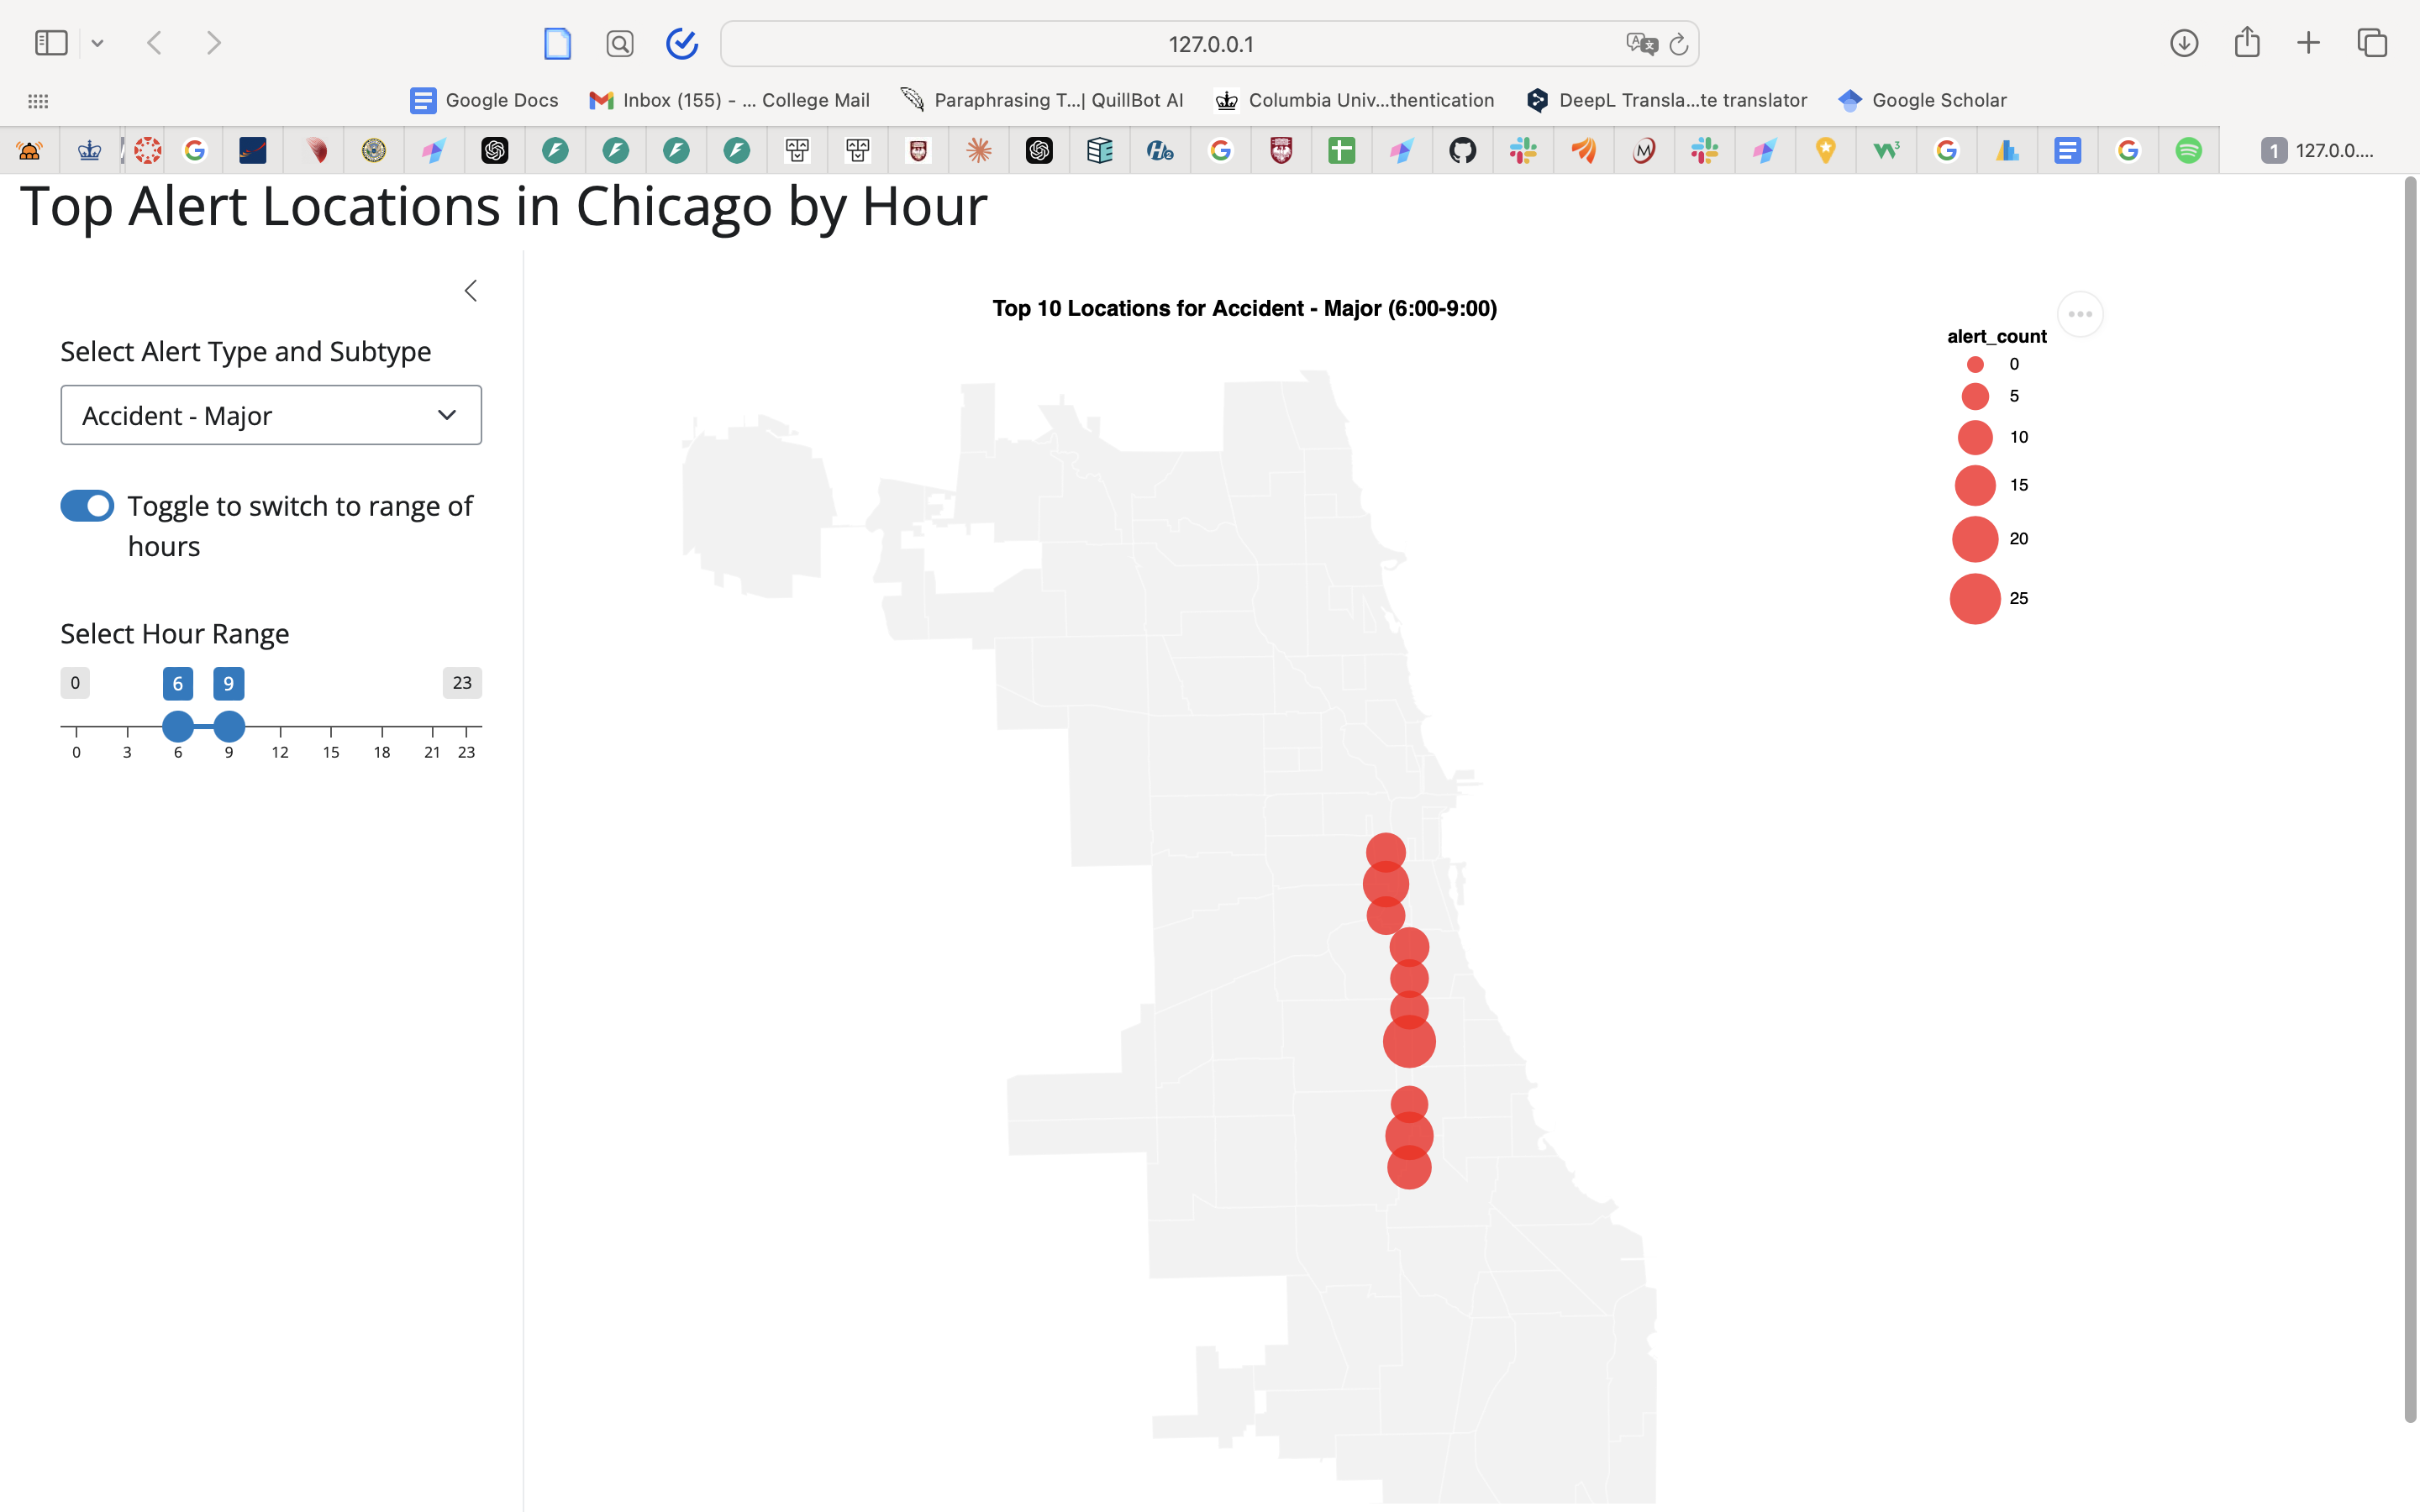 127.0.0.1
Google Docs
Inbox (155) - ... College Mail
Paraphrasing T...| QuillBot AI
Columbia Univ...thentication
DeepL Transla...te translator
Google Scholar
1 127.0.0....
Top Alert Locations in Chicago by Hour
Select Alert Type and Subtype
Accident - Major
Toggle to switch to range of
hours
Select Hour Range
0 6 9 23
0 3 6 9 12 15 18 21 23
Top 10 Locations for Accident - Major (6:00-9:00)
alert_count
0
5
10
15
20
25